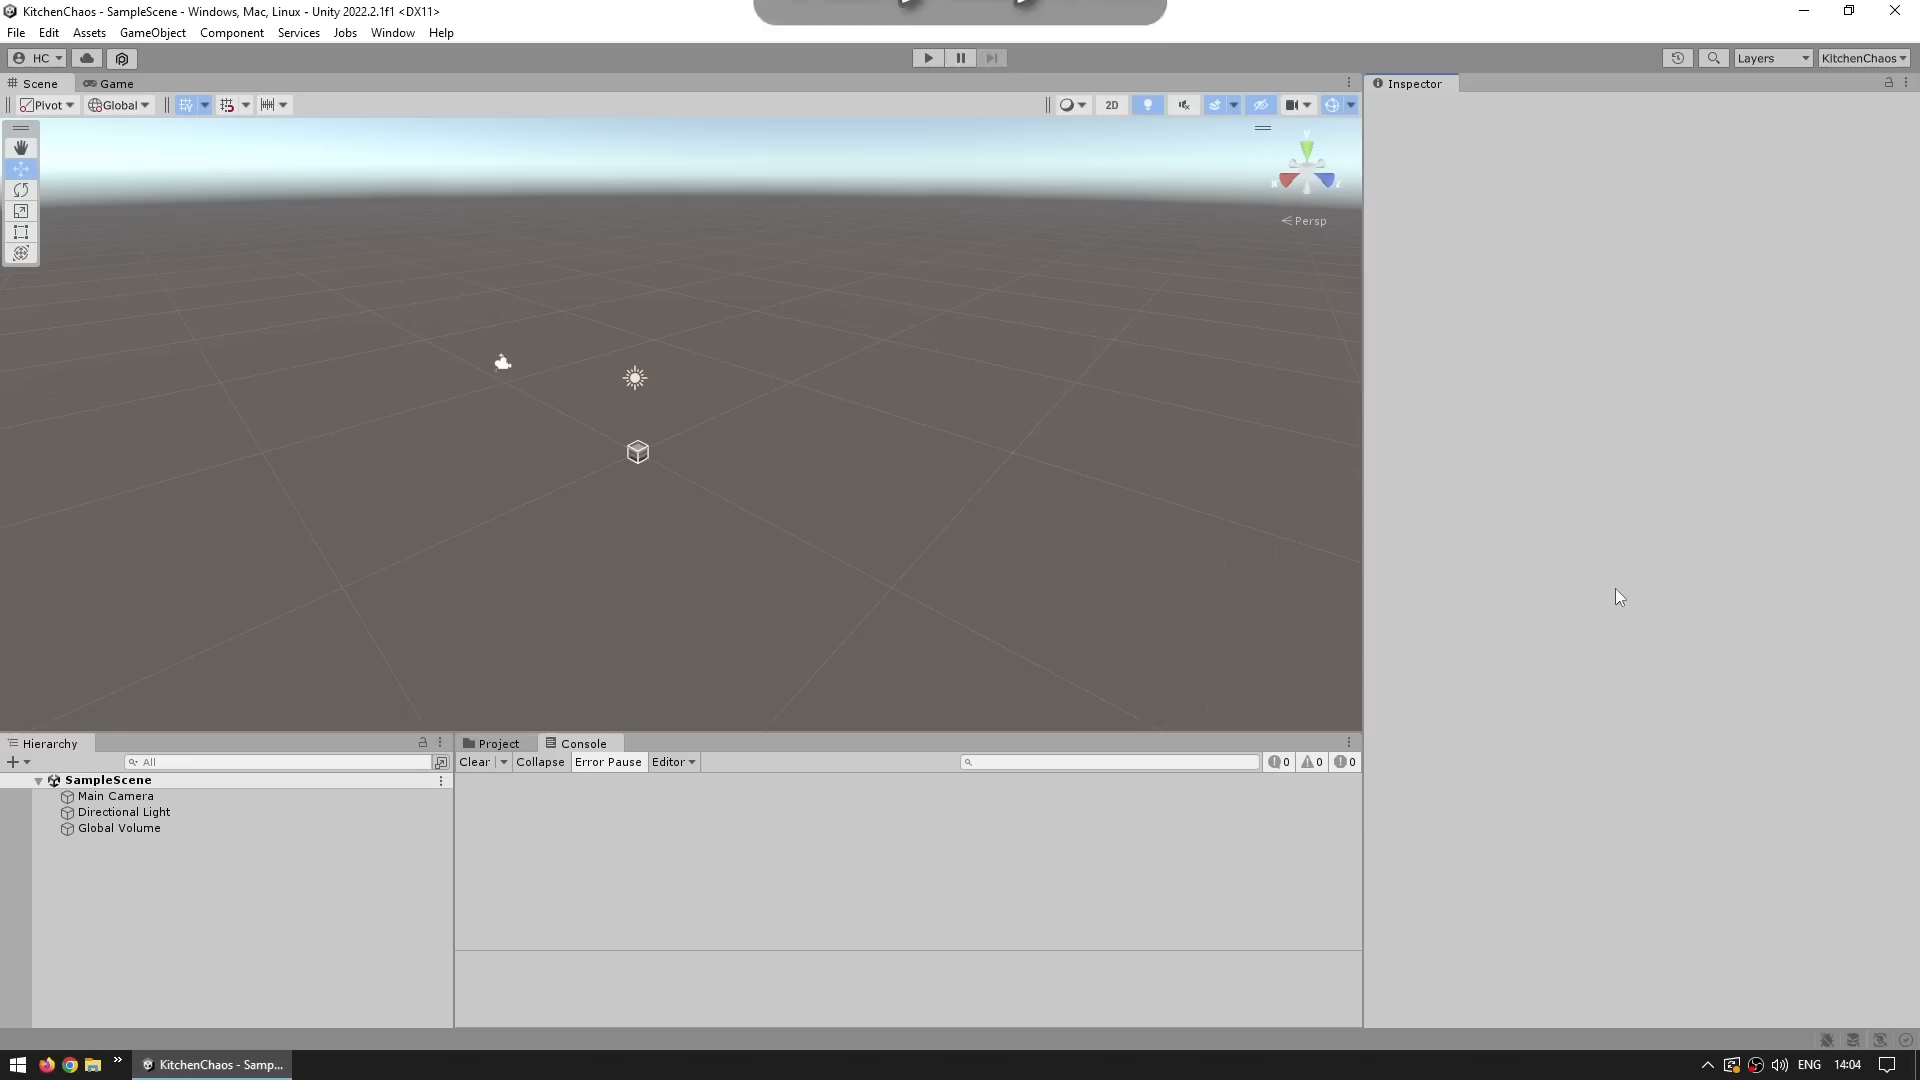 KitchenChaos - SampleScene - Windows, Mac, Linux - Unity 2022.2.1f1 <DX11>
File Edit Assets GameObject Component Services Jobs Window Help
HC Layers KitchenChaos
Scene Game Inspector
Pivot Global 2D
y
x z
Persp
Hierarchy Project Console
All Clear Collapse Error Pause Editor 0 0 0
SampleScene
Main Camera
Directional Light
Global Volume
KitchenChaos - Samp... ENG 14:04